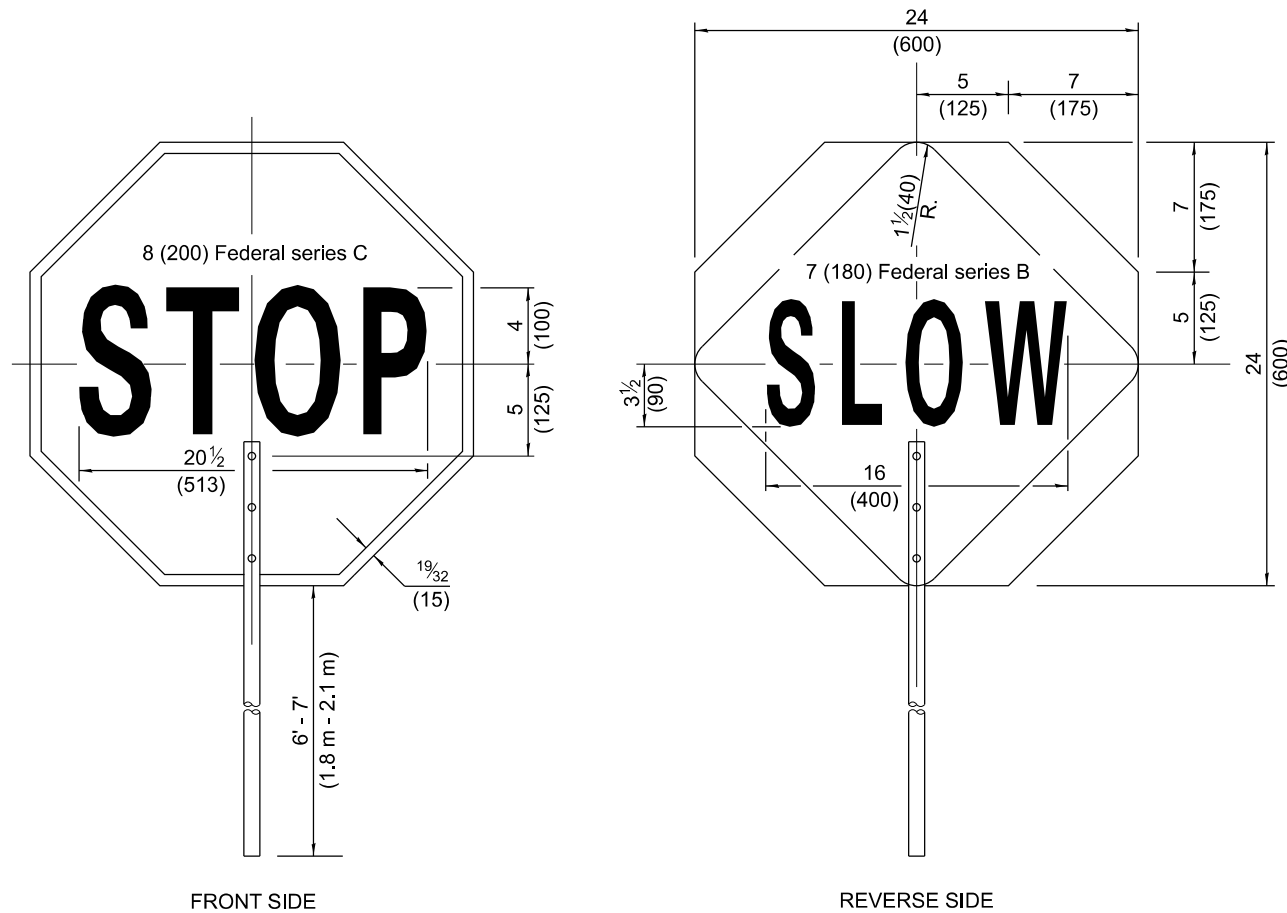 8 (200) Federal series C
STOP
4
(100)
5
(125)
20 ½
(513)
19/32
(15)
6' - 7'
(1.8 m - 2.1 m)
FRONT SIDE
24
(600)
5
(125)
7
(175)
1½(40)
R.
7
(175)
7 (180) Federal series B
SLOW
5
(125)
24
(600)
3½
(90)
16
(400)
REVERSE SIDE